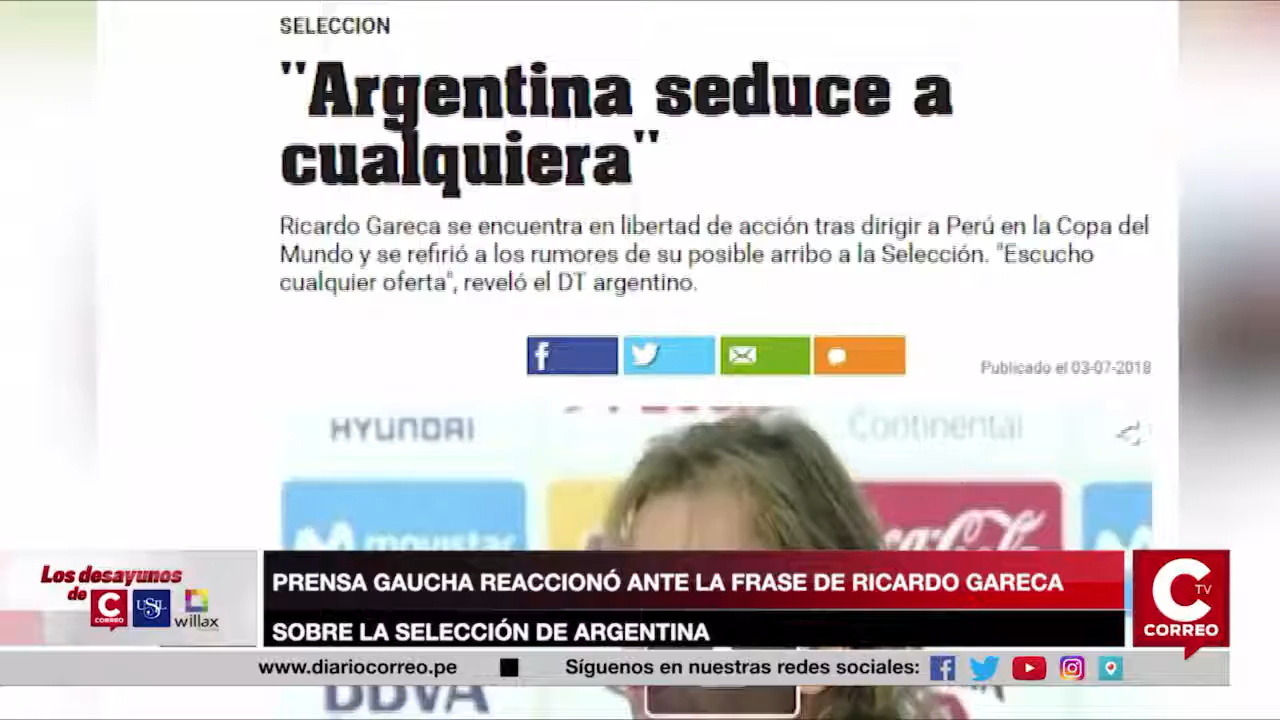 SELECCION
"Argentina seduce a
cualquiera"
Ricardo Gareca se encuentra en libertad de acción tras dirigir a Perú en la Copa del
Mundo y se refirió a los rumores de su posible arribo a la Selección. "Escucho
cualquier oferta", reveló el DT argentino.
Publicado el 03-07-2018
HYUNDAI
Continental
movistar
Coca-Cola
Los desayunos
de
C
CORREO
USIL
willax
PRENSA GAUCHA REACCIONÓ ANTE LA FRASE DE RICARDO GARECA
SOBRE LA SELECCIÓN DE ARGENTINA
C
TV
CORREO
www.diariocorreo.pe
Síguenos en nuestras redes sociales:
BBVA